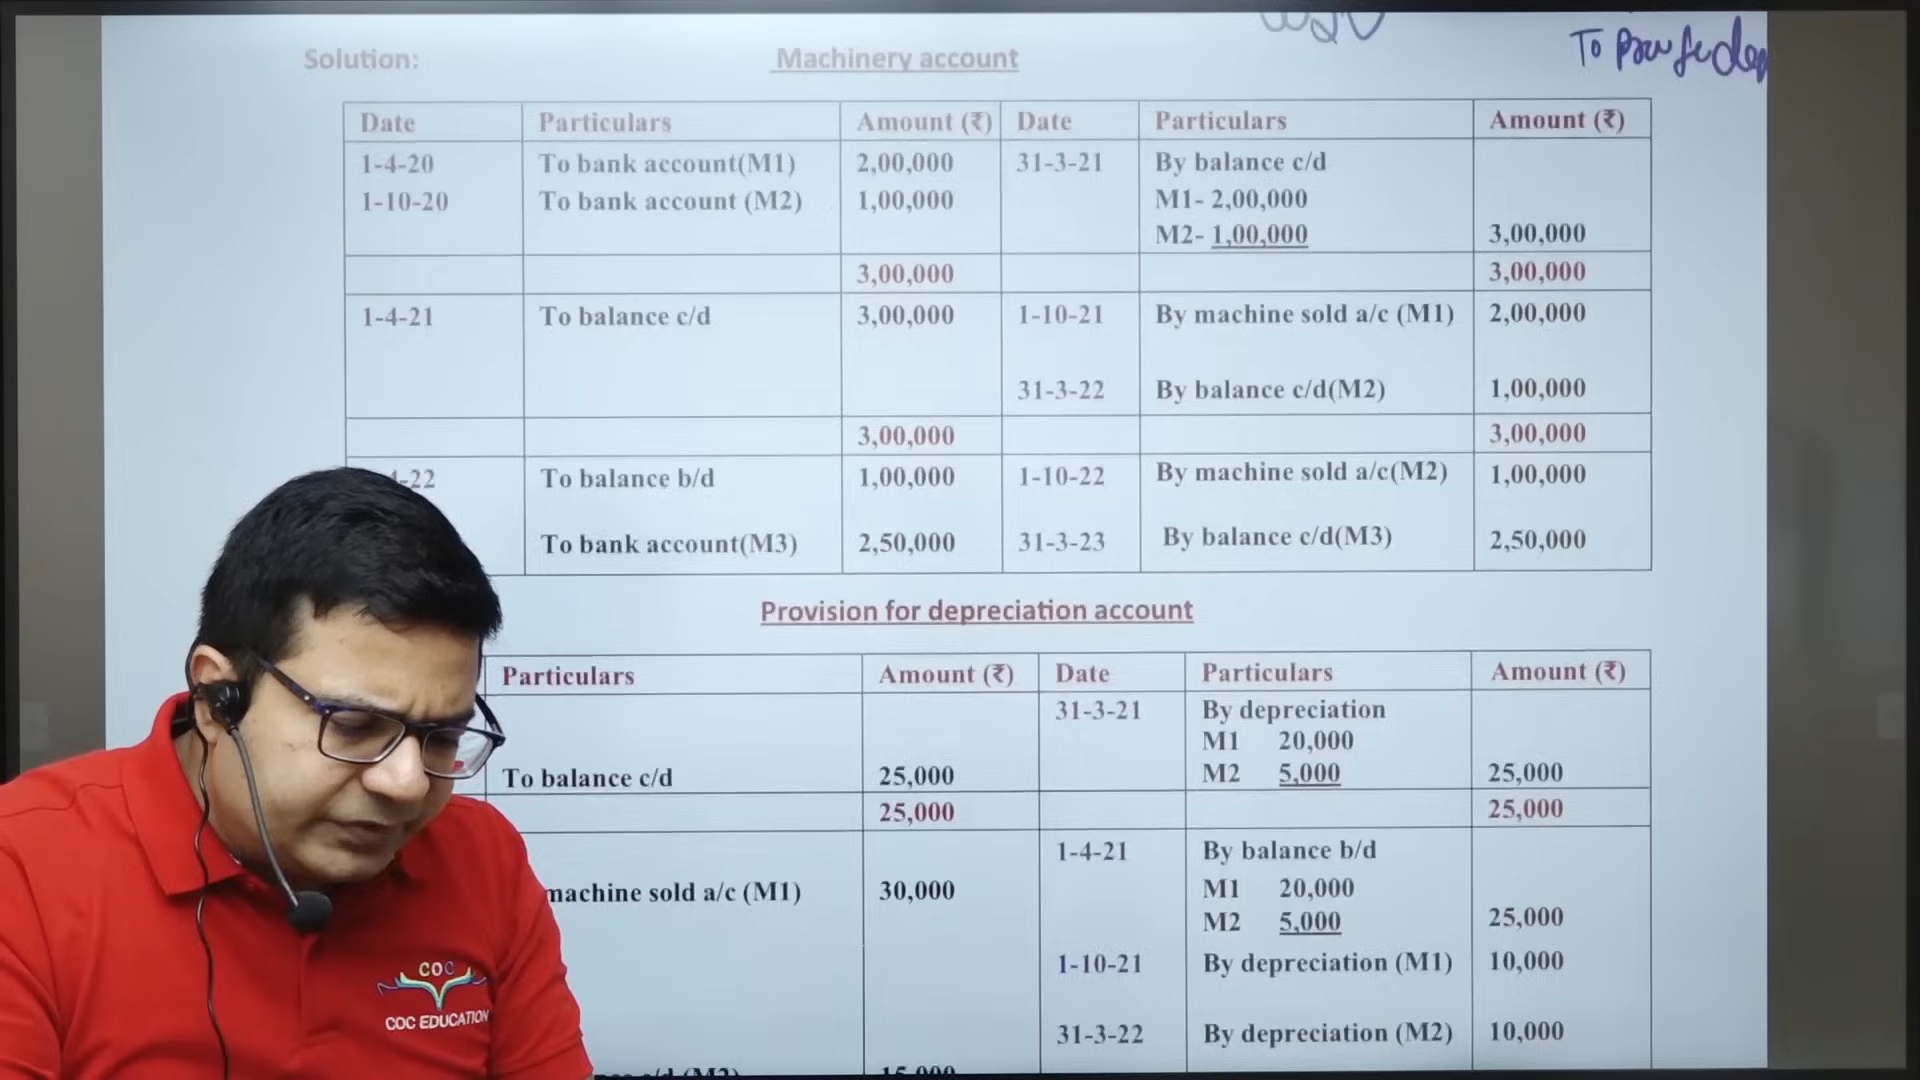 Solution: Machinery account
To
Date Particulars Amount (₹) Date Particulars Amount (₹)
1-4-20 To bank account(M1) 2,00,000 31-3-21 By balance c/d
1-10-20 To bank account (M2) 1,00,000 M1- 2,00,000
M2- 1,00,000 3,00,000
3,00,000 3,00,000
1-4-21 To balance c/d 3,00,000 1-10-21 By machine sold a/c (M1) 2,00,000
31-3-22 By balance c/d(M2) 1,00,000
3,00,000 3,00,000
-22 To balance b/d 1,00,000 1-10-22 By machine sold a/c(M2) 1,00,000
To bank account(M3) 2,50,000 31-3-23 By balance c/d(M3) 2,50,000
Provision for depreciation account
Particulars Amount (₹) Date Particulars Amount (₹)
31-3-21 By depreciation
M1 20,000
To balance c/d 25,000 M2 5,000 25,000
25,000 25,000
1-4-21 By balance b/d
machine sold a/c (M1) 30,000 M1 20,000
M2 5,000 25,000
1-10-21 By depreciation (M1) 10,000
31-3-22 By depreciation (M2) 10,000
c/d (M2) 15,000
COC
COC EDUCATION